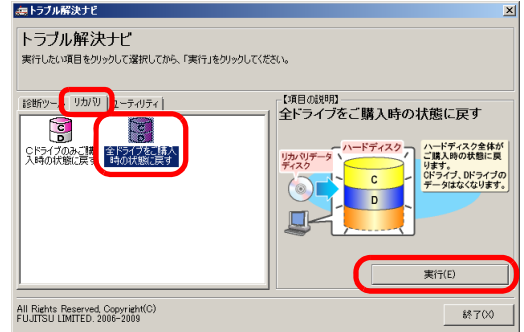 トラブル解決ナビ
トラブル解決ナビ
実行したい項目をクリックして選択してから、「実行」をクリックしてください。
診断ツール リカバリ ユーティリティ
Cドライブのみご購
入時の状態に戻す
全ドライブをご購入
時の状態に戻す
C
D
C
D
【項目の説明】
全ドライブをご購入時の状態に戻す
リカバリデータ
ディスク
ハードディスク
C
D
ハードディスク全体が
ご購入時の状態に戻
ります。
Cドライブ、Dドライブの
データはなくなります。
実行(E)
All Rights Reserved, Copyright(C)
FUJITSU LIMITED. 2006-2009
終了(X)